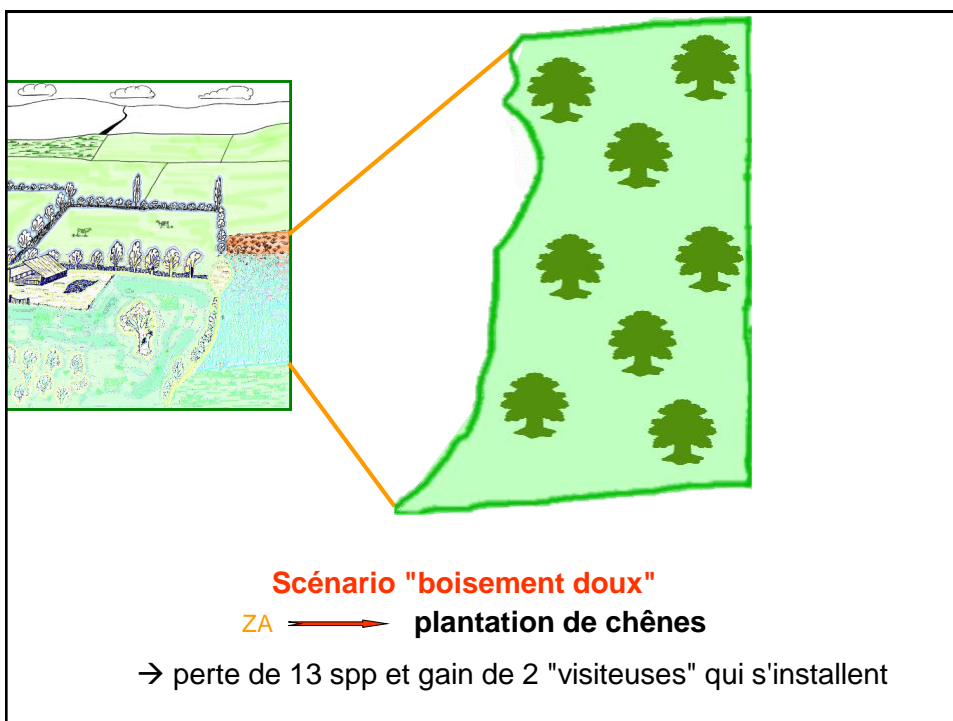 Scénario "boisement doux"
ZA plantation de chênes
→ perte de 13 spp et gain de 2 "visiteuses" qui s'installent